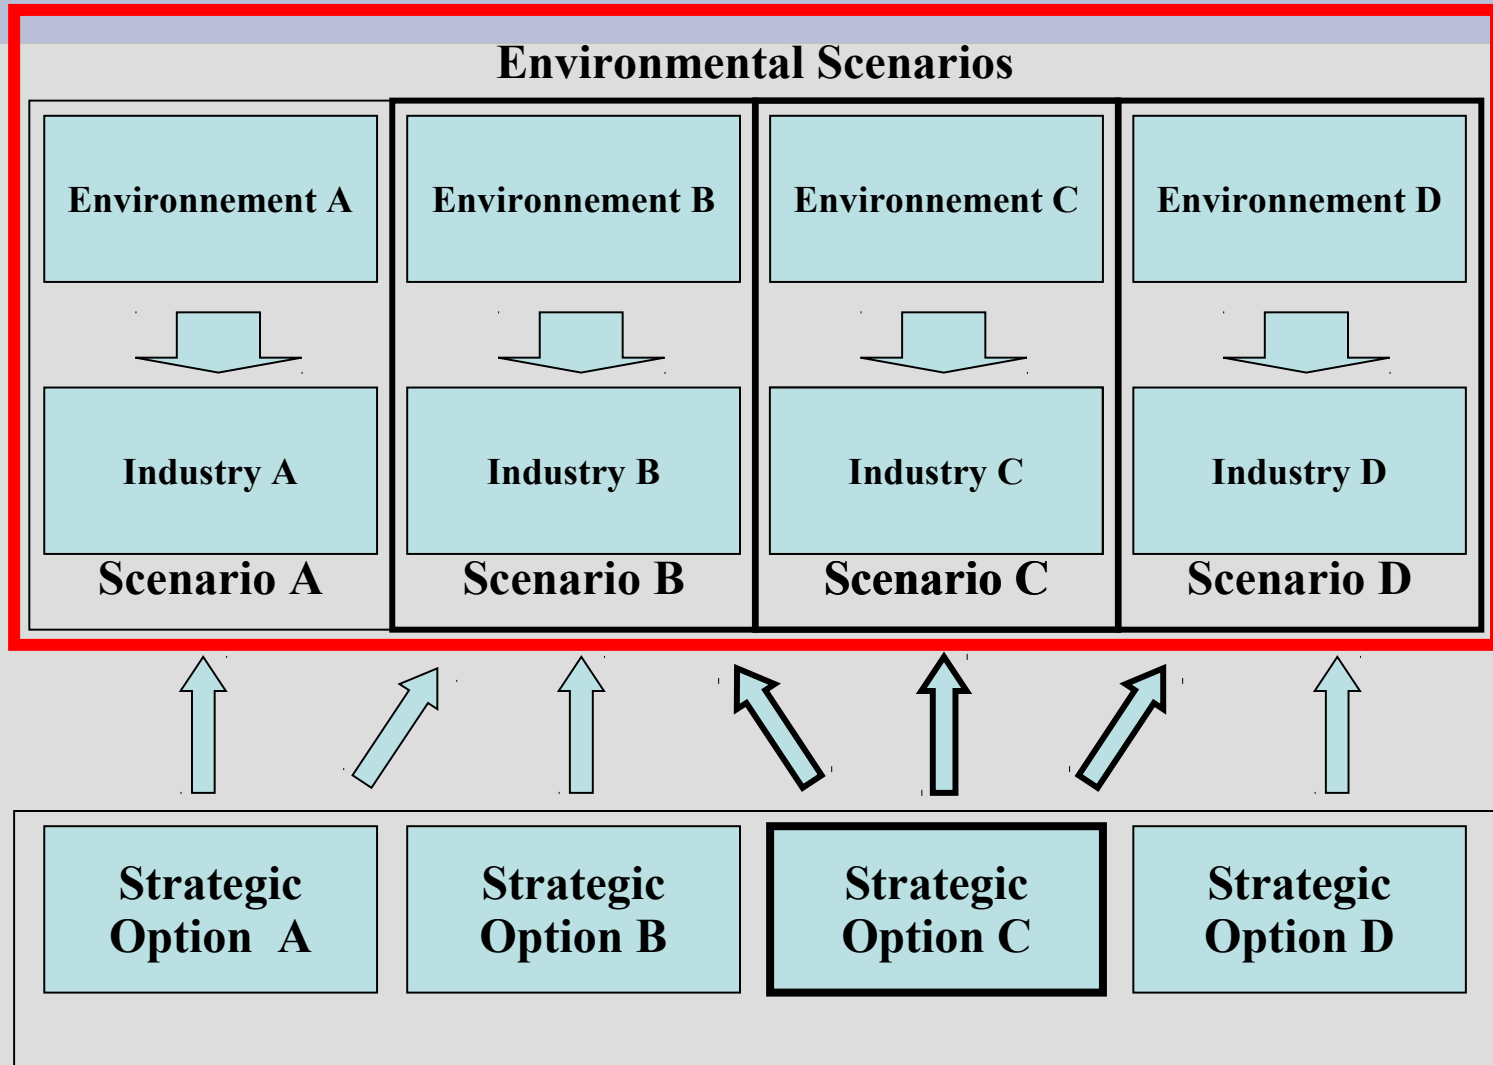 Environmental Scenarios
Environnement A
Environnement B
Environnement C
Environnement D
Industry A
Industry B
Industry C
Industry D
Scenario A
Scenario B
Scenario C
Scenario D
Strategic
Option A
Strategic
Option B
Strategic
Option C
Strategic
Option D